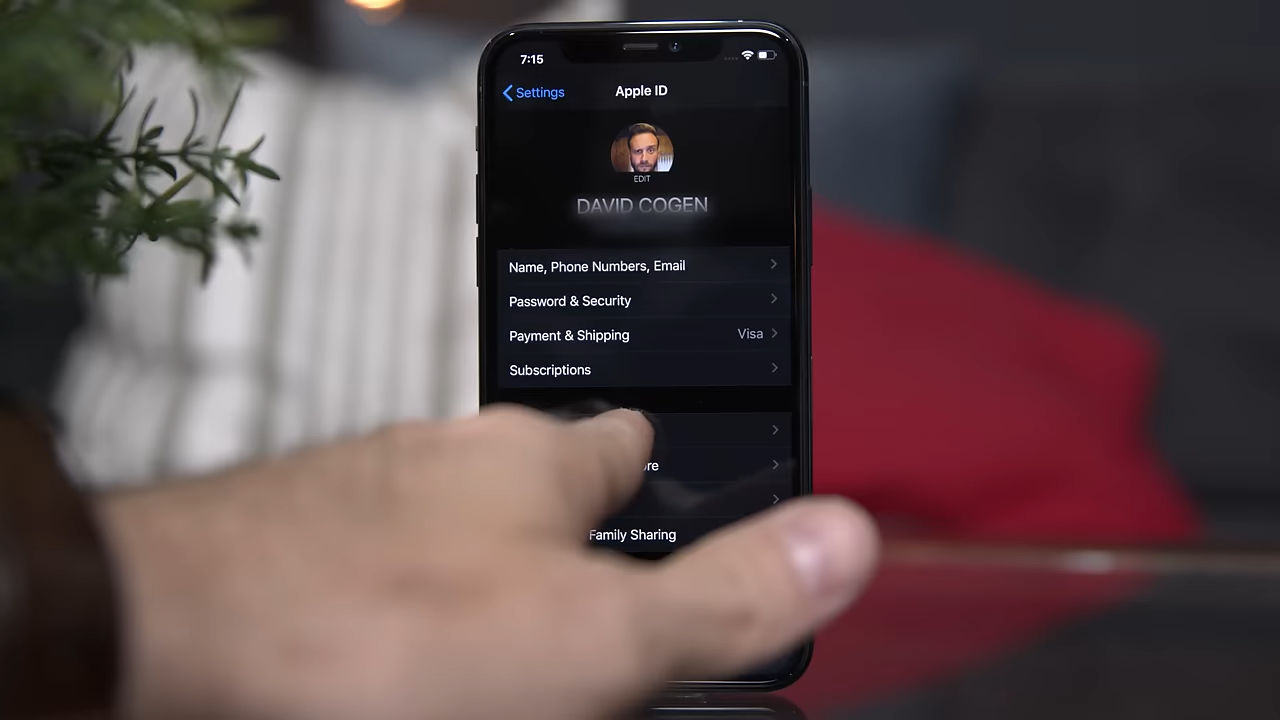 7:15
Settings
Apple ID
EDIT
DAVID COGEN
Name, Phone Numbers, Email
Password & Security
Payment & Shipping Visa
Subscriptions
Family Sharing